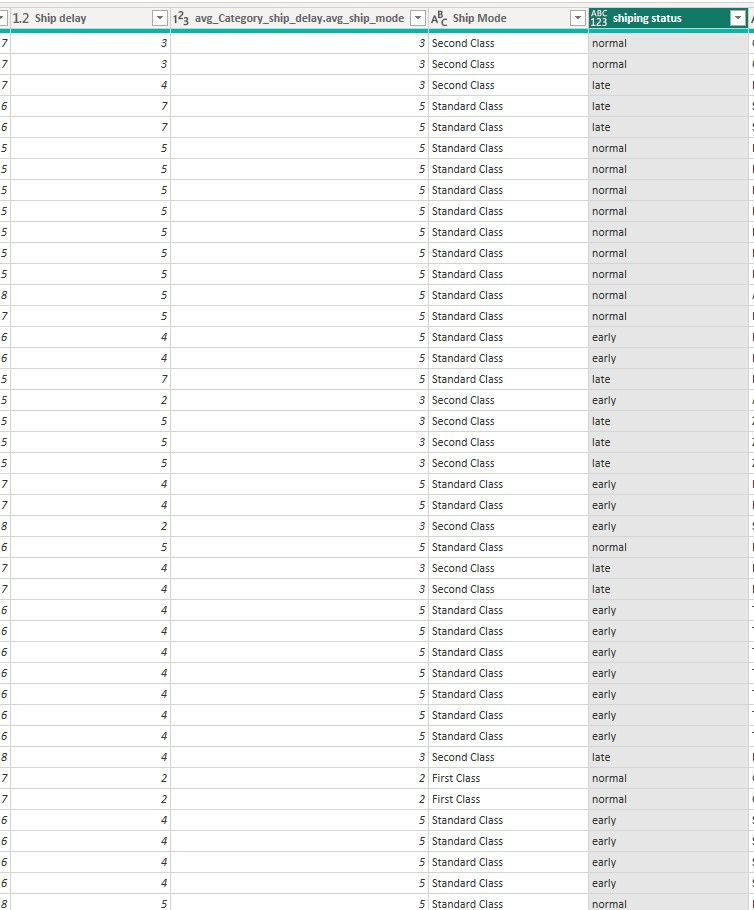 1.2 Ship delay 123 avg_Category_ship_delay.avg_ship_mode ABC Ship Mode ABC 123 shiping status
7 3 3 Second Class normal
7 3 3 Second Class normal
7 4 3 Second Class late
6 7 5 Standard Class late
6 7 5 Standard Class late
5 5 5 Standard Class normal
5 5 5 Standard Class normal
5 5 5 Standard Class normal
5 5 5 Standard Class normal
5 5 5 Standard Class normal
5 5 5 Standard Class normal
5 5 5 Standard Class normal
8 5 5 Standard Class normal
7 5 5 Standard Class normal
6 4 5 Standard Class early
6 4 5 Standard Class early
5 7 5 Standard Class late
5 2 3 Second Class early
5 5 3 Second Class late
5 5 3 Second Class late
5 5 3 Second Class late
7 4 5 Standard Class early
7 4 5 Standard Class early
8 2 3 Second Class early
6 5 5 Standard Class normal
7 4 3 Second Class late
7 4 3 Second Class late
6 4 5 Standard Class early
6 4 5 Standard Class early
6 4 5 Standard Class early
6 4 5 Standard Class early
6 4 5 Standard Class early
6 4 5 Standard Class early
6 4 5 Standard Class early
8 4 3 Second Class late
7 2 2 First Class normal
7 2 2 First Class normal
6 4 5 Standard Class early
6 4 5 Standard Class early
6 4 5 Standard Class early
6 4 5 Standard Class early
8 5 5 Standard Class normal